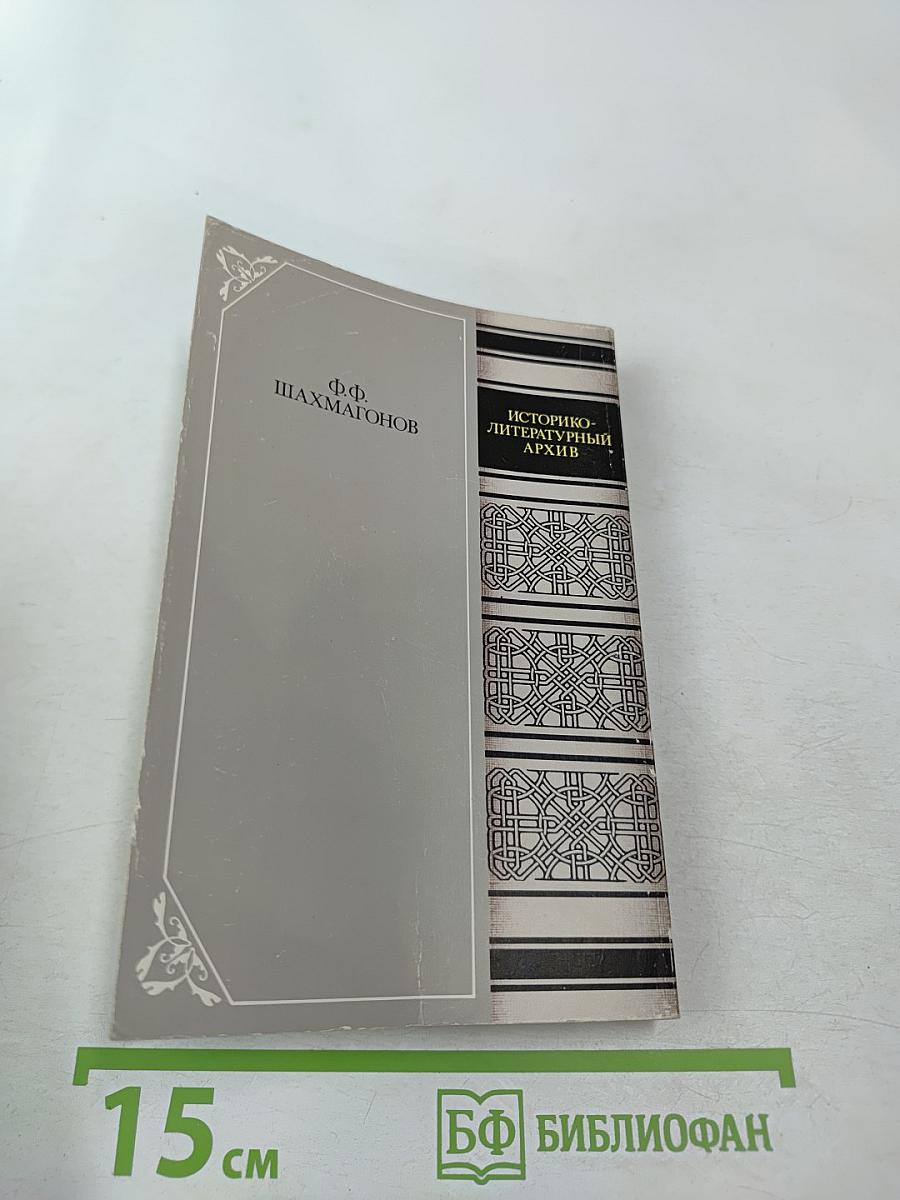 Ф.Ф.
ШАХМАГОНОВ
ИСТОРИКО-
ЛИТЕРАТУРНЫЙ
АРХИВ
15 см
БФ БИБЛИОФАН